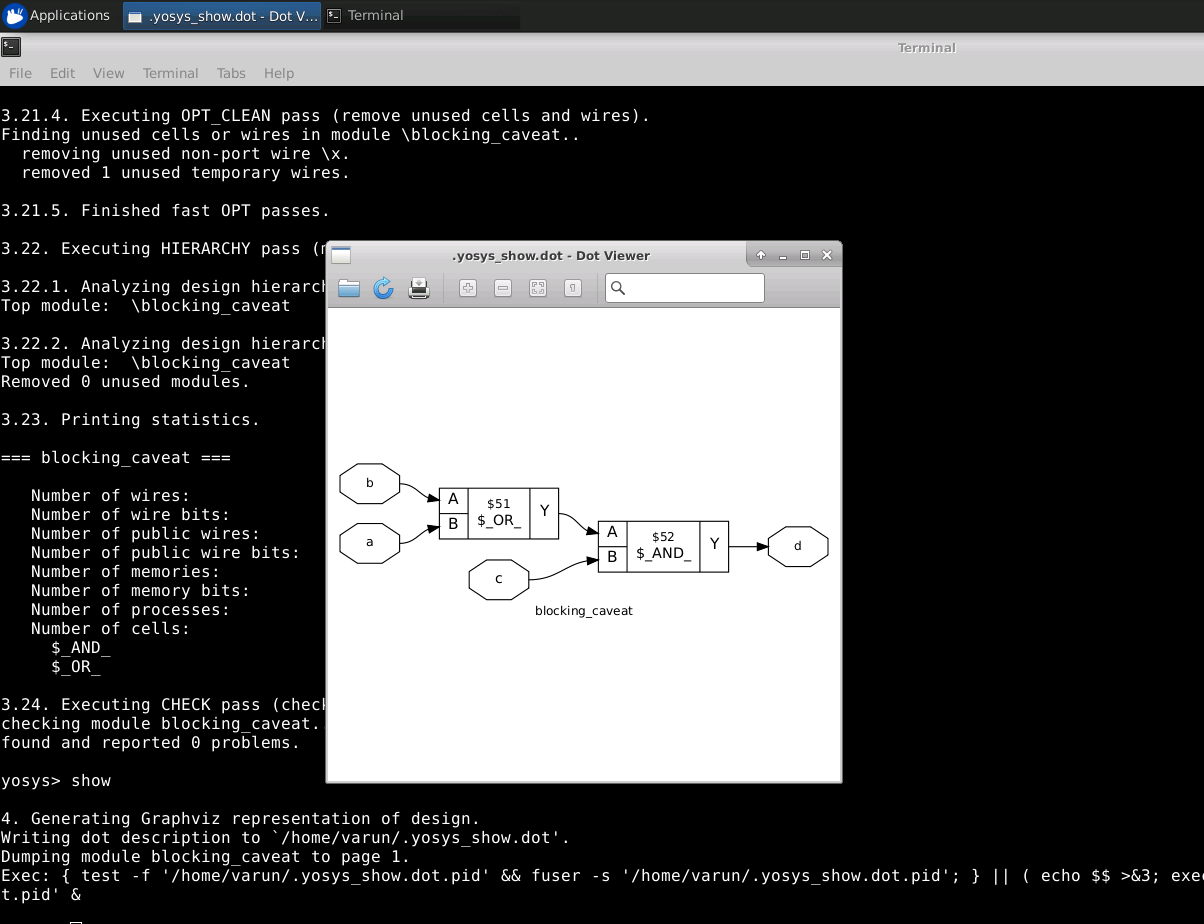 Applications
.yosys_show.dot - Dot V...
Terminal
Terminal
File Edit View Terminal Tabs Help
3.21.4. Executing OPT_CLEAN pass (remove unused cells and wires).
Finding unused cells or wires in module \blocking_caveat..
removing unused non-port wire \x.
removed 1 unused temporary wires.
3.21.5. Finished fast OPT passes.
3.22. Executing HIERARCHY pass (
3.22.1. Analyzing design hierarch
Top module:  \blocking_caveat
3.22.2. Analyzing design hierarch
Top module:  \blocking_caveat
Removed 0 unused modules.
3.23. Printing statistics.
=== blocking_caveat ===
Number of wires:
Number of wire bits:
Number of public wires:
Number of public wire bits:
Number of memories:
Number of memory bits:
Number of processes:
Number of cells:
$_AND_
$_OR_
3.24. Executing CHECK pass (check
checking module blocking_caveat.
found and reported 0 problems.
yosys> show
4. Generating Graphviz representation of design.
Writing dot description to `/home/varun/.yosys_show.dot'.
Dumping module blocking_caveat to page 1.
Exec: { test -f '/home/varun/.yosys_show.dot.pid' && fuser -s '/home/varun/.yosys_show.dot.pid'; } || ( echo $$ >&3; exe
t.pid' &
.yosys_show.dot - Dot Viewer
b
a
A
B
$51
$_OR_
Y
c
A
B
$52
$_AND_
Y
d
blocking_caveat